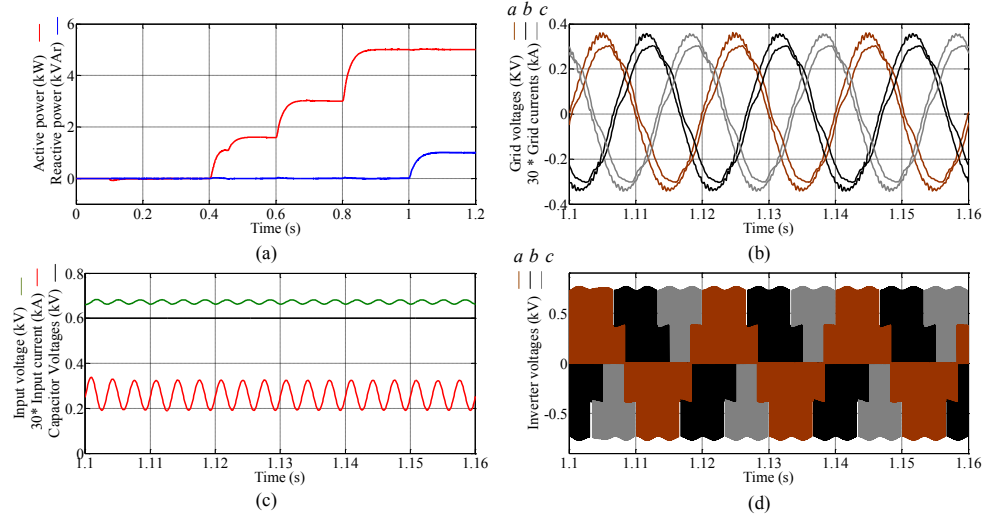 Active power (kW)
Reactive power (kVAr)
6
4
2
0
0
0.2
0.4
0.6
0.8
1
1.2
Time (s)
(a)
a b c
Grid voltages (KV)
30 * Grid currents (kA)
0.4
0.2
0
-0.2
-0.4
1.1
1.11
1.12
1.13
1.14
1.15
1.16
Time (s)
(b)
Input voltage (kV)
30* Input current (kA)
Capacitor Voltages (kV)
0.8
0.6
0.4
0.2
0
1.1
1.11
1.12
1.13
1.14
1.15
1.16
Time (s)
(c)
a b c
Inverter voltages (kV)
0.5
0
-0.5
1.1
1.11
1.12
1.13
1.14
1.15
1.16
Time (s)
(d)